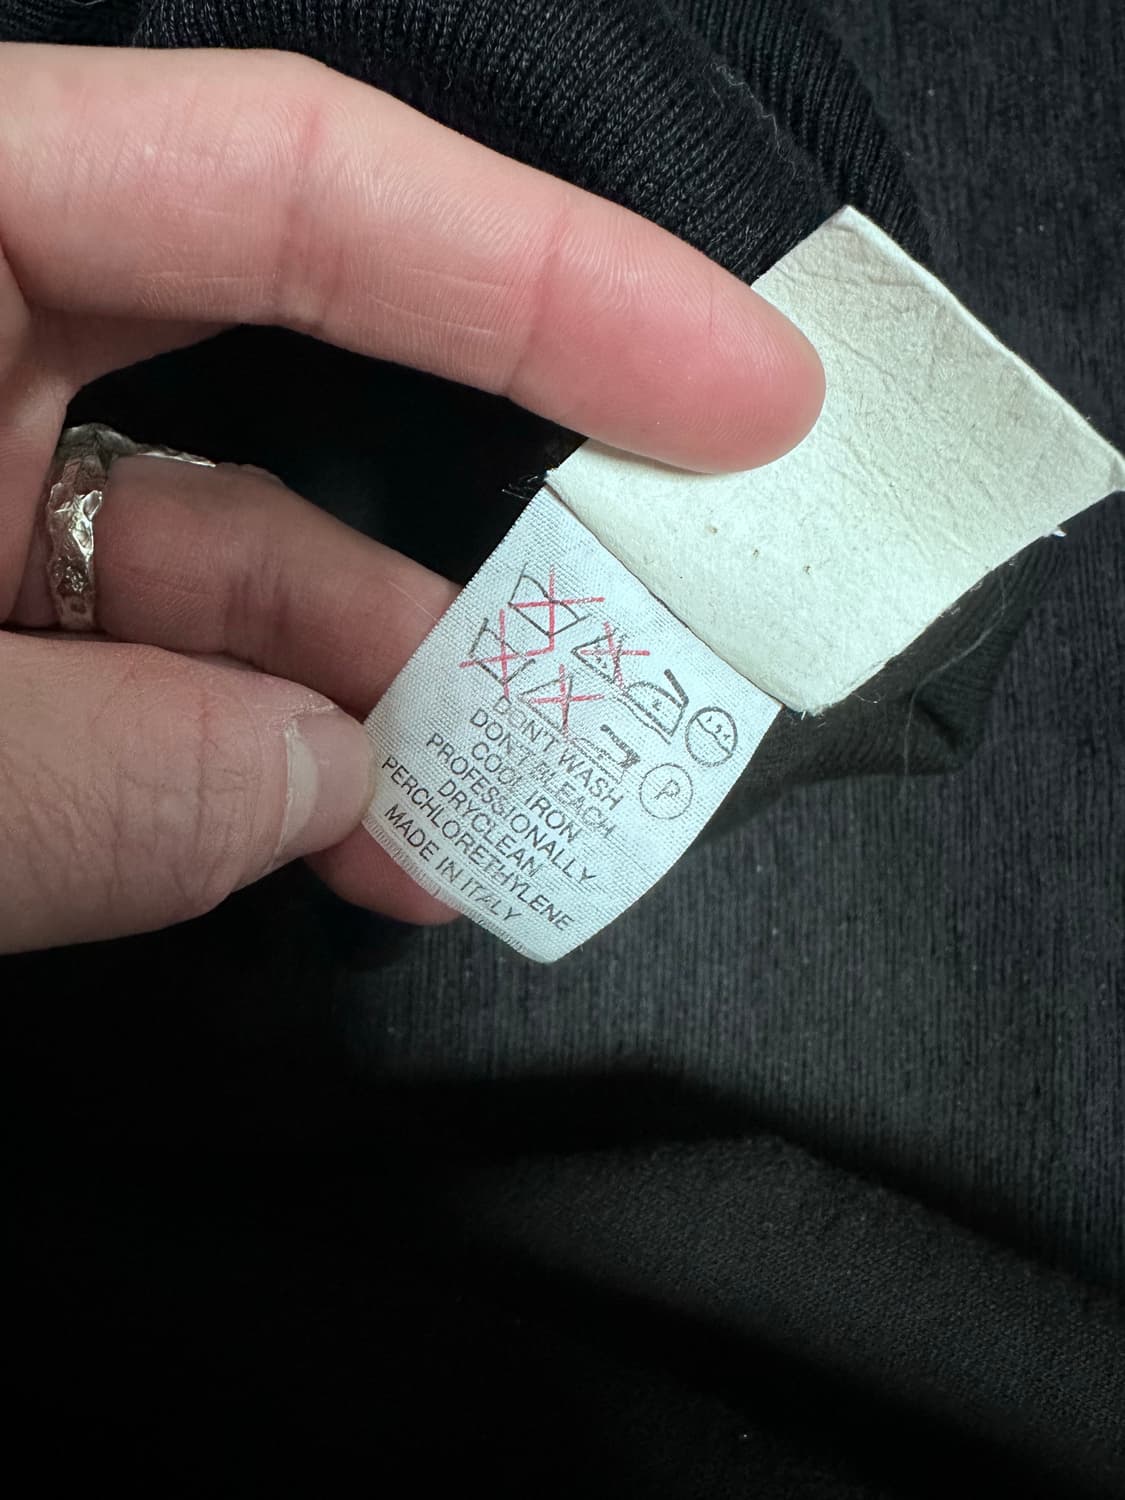 DON'T WASH
DON'T BLEACH
COOL IRON
PROFESSIONALLY
DRYCLEAN
PERCHLORETHYLENE
MADE IN ITALY
P